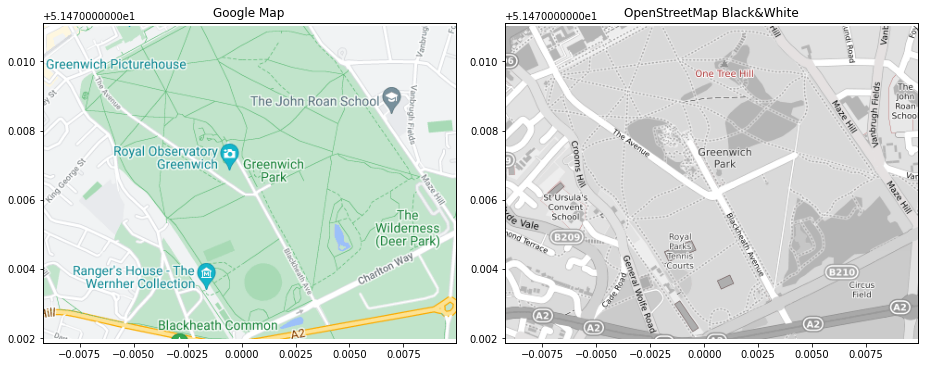 Google Map
+5.1470000000e1
0.010
0.008
0.006
0.004
0.002
−0.0075
−0.0050
−0.0025
0.0000
0.0025
0.0050
0.0075
Greenwich Picturehouse
The Avenue
The John Roan School
Vanbrugh Fields
Royal Observatory
Greenwich
Greenwich
Park
King George St
Maze Hill
The
Wilderness
(Deer Park)
Blackheath Ave
Ranger's House - The
Wernher Collection
Charlton Way
Blackheath Common
A2
OpenStreetMap Black&White
+5.1470000000e1
0.010
0.008
0.006
0.004
0.002
−0.0075
−0.0050
−0.0025
0.0000
0.0025
0.0050
0.0075
Hill
One Tree Hill
The
John
Roan
School
Maze Hill
Vanbrugh Fields
The Avenue
Crooms Hill
Greenwich
Park
Maze Hill
St Ursula's
Convent
School
B209
Royal
Parks
Tennis
Courts
Blackheath Avenue
General Wolfe Road
Cade Road
B210
Circus
Field
A2
A2
A2